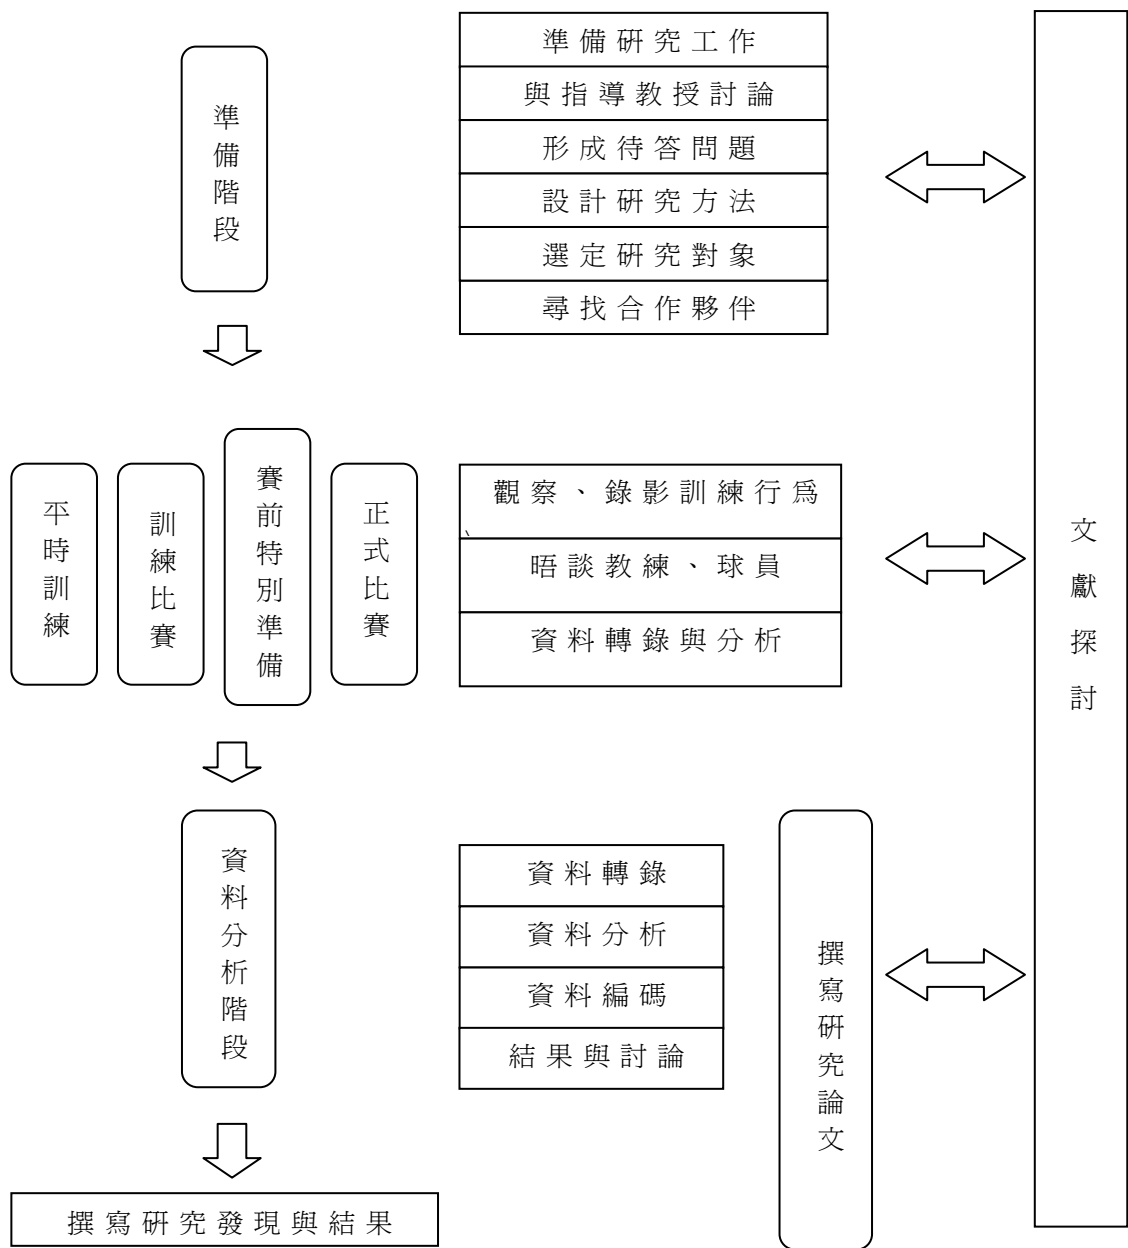 準備階段
準備研究工作
與指導教授討論
形成待答問題
設計研究方法
選定研究對象
尋找合作夥伴
平時訓練
訓練比賽
賽前特別準備
正式比賽
觀察、錄影訓練行為
、
晤談教練、球員
資料轉錄與分析
文獻探討
資料分析階段
資料轉錄
資料分析
資料編碼
結果與討論
撰寫研究論文
撰寫研究發現與結果